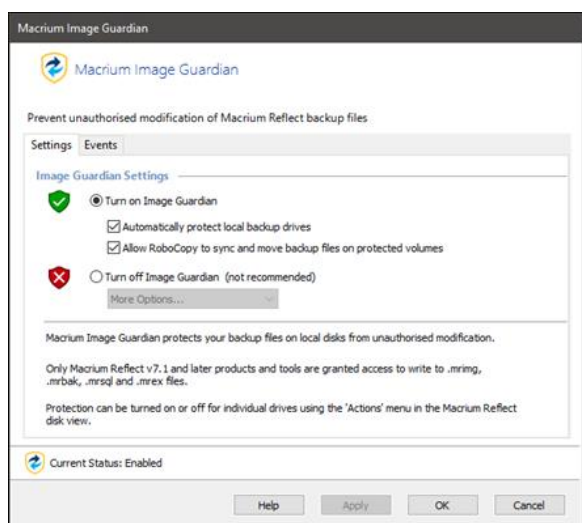 Macrium Image Guardian
Macrium Image Guardian
Prevent unauthorised modification of Macrium Reflect backup files
Settings Events
Image Guardian Settings
Turn on Image Guardian
Automatically protect local backup drives
Allow RoboCopy to sync and move backup files on protected volumes
Turn off Image Guardian (not recommended)
More Options...
Macrium Image Guardian protects your backup files on local disks from unauthorised modification.
Only Macrium Reflect v7.1 and later products and tools are granted access to write to .mrimg,
.mrbak, .mrsql and .mrex files.
Protection can be turned on or off for individual drives using the 'Actions' menu in the Macrium Reflect
disk view.
Current Status: Enabled
Help Apply OK Cancel